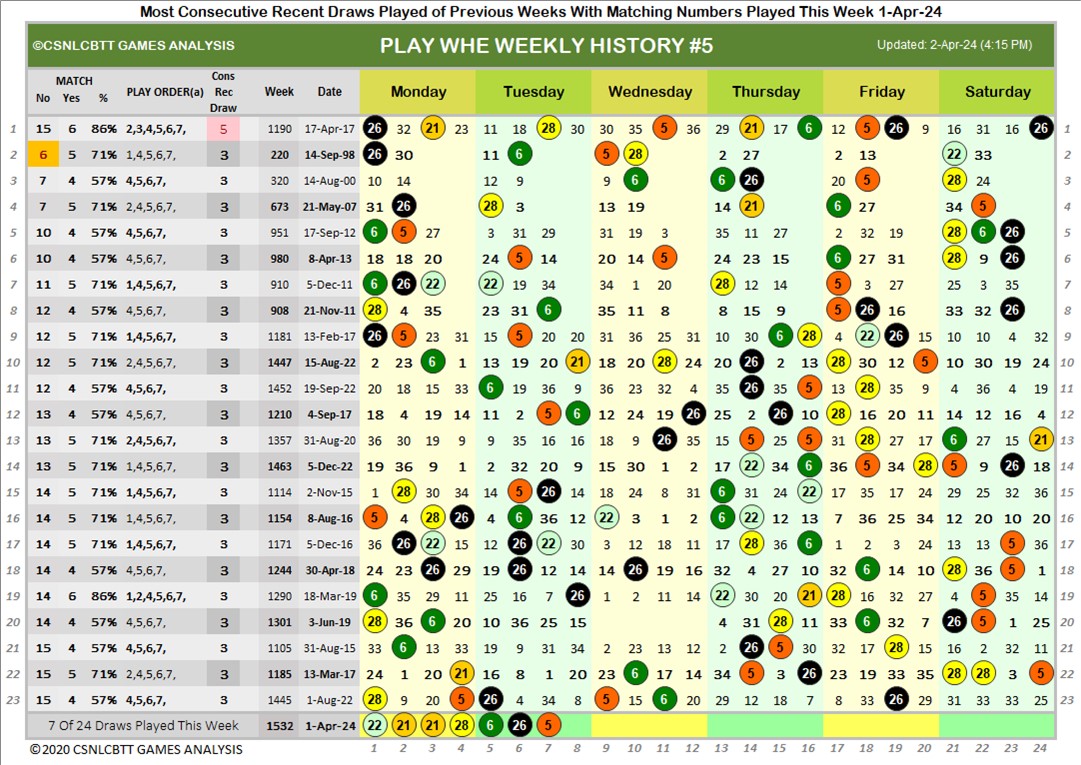 Most Consecutive Recent Draws Played of Previous Weeks With Matching Numbers Played This Week 1-Apr-24
©CSNLCBTT GAMES ANALYSIS PLAY WHE WEEKLY HISTORY #5 Updated: 2-Apr-24 (4:15 PM)
MATCH Cons
No Yes % PLAY ORDER(a) Rec Week Date Monday Tuesday Wednesday Thursday Friday Saturday
Draw
1 15 6 86% 2,3,4,5,6,7, 5 1190 17-Apr-17 26 32 21 23 11 18 28 30 30 35 5 36 29 21 17 6 12 5 26 9 16 31 16 26 1
2 6 5 71% 1,4,5,6,7, 3 220 14-Sep-98 26 30 11 6 5 28 2 27 2 13 22 33 2
3 7 4 57% 4,5,6,7, 3 320 14-Aug-00 10 14 12 9 9 6 6 26 20 5 28 24 3
4 7 5 71% 2,4,5,6,7, 3 673 21-May-07 31 26 28 3 13 19 14 21 6 27 34 5 4
5 10 4 57% 4,5,6,7, 3 951 17-Sep-12 6 5 27 3 31 29 31 19 3 35 11 27 2 32 19 28 6 26 5
6 10 4 57% 4,5,6,7, 3 980 8-Apr-13 18 18 20 24 5 14 20 14 5 24 23 15 6 27 31 28 9 26 6
7 11 5 71% 1,4,5,6,7, 3 910 5-Dec-11 6 26 22 22 19 34 34 1 20 28 12 14 5 3 27 25 3 35 7
8 12 4 57% 4,5,6,7, 3 908 21-Nov-11 28 4 35 23 31 6 35 11 8 8 15 9 5 26 16 33 32 26 8
9 12 5 71% 1,4,5,6,7, 3 1181 13-Feb-17 26 5 23 31 15 5 20 20 31 36 25 31 10 30 6 28 4 22 26 15 10 10 4 32 9
10 12 5 71% 2,4,5,6,7, 3 1447 15-Aug-22 2 23 6 1 13 19 20 21 18 20 28 24 20 26 2 13 28 30 12 5 10 30 19 24 10
11 12 4 57% 4,5,6,7, 3 1452 19-Sep-22 20 18 15 33 6 19 36 9 36 23 32 4 35 26 35 5 13 28 35 9 4 36 4 19 11
12 13 4 57% 4,5,6,7, 3 1210 4-Sep-17 18 4 19 14 11 2 5 6 12 24 19 26 25 2 26 10 28 16 20 11 14 12 16 4 12
13 13 5 71% 2,4,5,6,7, 3 1357 31-Aug-20 36 30 19 9 9 35 16 16 18 9 26 35 15 5 25 5 31 28 27 17 6 27 15 21 13
14 13 5 71% 1,4,5,6,7, 3 1463 5-Dec-22 19 36 9 1 2 32 20 9 15 30 1 2 17 22 34 6 36 5 34 28 5 9 26 18 14
15 14 5 71% 1,4,5,6,7, 3 1114 2-Nov-15 1 28 30 34 14 5 26 14 18 24 8 31 6 31 24 22 17 35 17 24 29 25 32 36 15
16 14 5 71% 1,4,5,6,7, 3 1154 8-Aug-16 5 4 28 26 4 6 36 12 22 3 1 2 6 22 12 13 7 36 25 34 12 20 10 20 16
17 14 5 71% 1,4,5,6,7, 3 1171 5-Dec-16 36 26 22 15 12 26 22 30 3 12 18 11 17 28 36 6 1 2 3 24 13 13 5 36 17
18 14 4 57% 4,5,6,7, 3 1244 30-Apr-18 24 23 26 29 19 26 12 14 10 26 19 16 32 4 27 10 32 6 14 10 28 36 5 1 18
19 14 6 86% 1,2,4,5,6,7, 3 1290 18-Mar-19 6 35 29 11 25 16 7 26 1 2 11 14 22 30 20 21 28 16 32 27 4 5 35 14 19
20 14 4 57% 4,5,6,7, 3 1301 3-Jun-19 28 36 6 20 10 36 25 15 4 31 28 11 33 6 32 7 26 5 1 25 20
21 15 4 57% 4,5,6,7, 3 1105 31-Aug-15 33 6 13 33 19 9 31 34 2 23 13 12 2 26 5 30 32 17 28 15 16 2 32 11 21
22 15 5 71% 2,4,5,6,7, 3 1185 13-Mar-17 24 1 20 21 16 8 1 20 23 6 17 14 34 5 3 26 23 19 33 35 28 28 3 5 22
23 15 4 57% 4,5,6,7, 3 1445 1-Aug-22 28 9 20 5 26 4 34 8 5 15 6 20 29 12 18 7 8 33 26 29 31 33 33 25 23
7 Of 24 Draws Played This Week 1532 1-Apr-24 22 21 21 28 6 26 5
© 2020 CSNLCBTT GAMES ANALYSIS 1 2 3 4 5 6 7 8 9 10 11 12 13 14 15 16 17 18 19 20 21 22 23 24